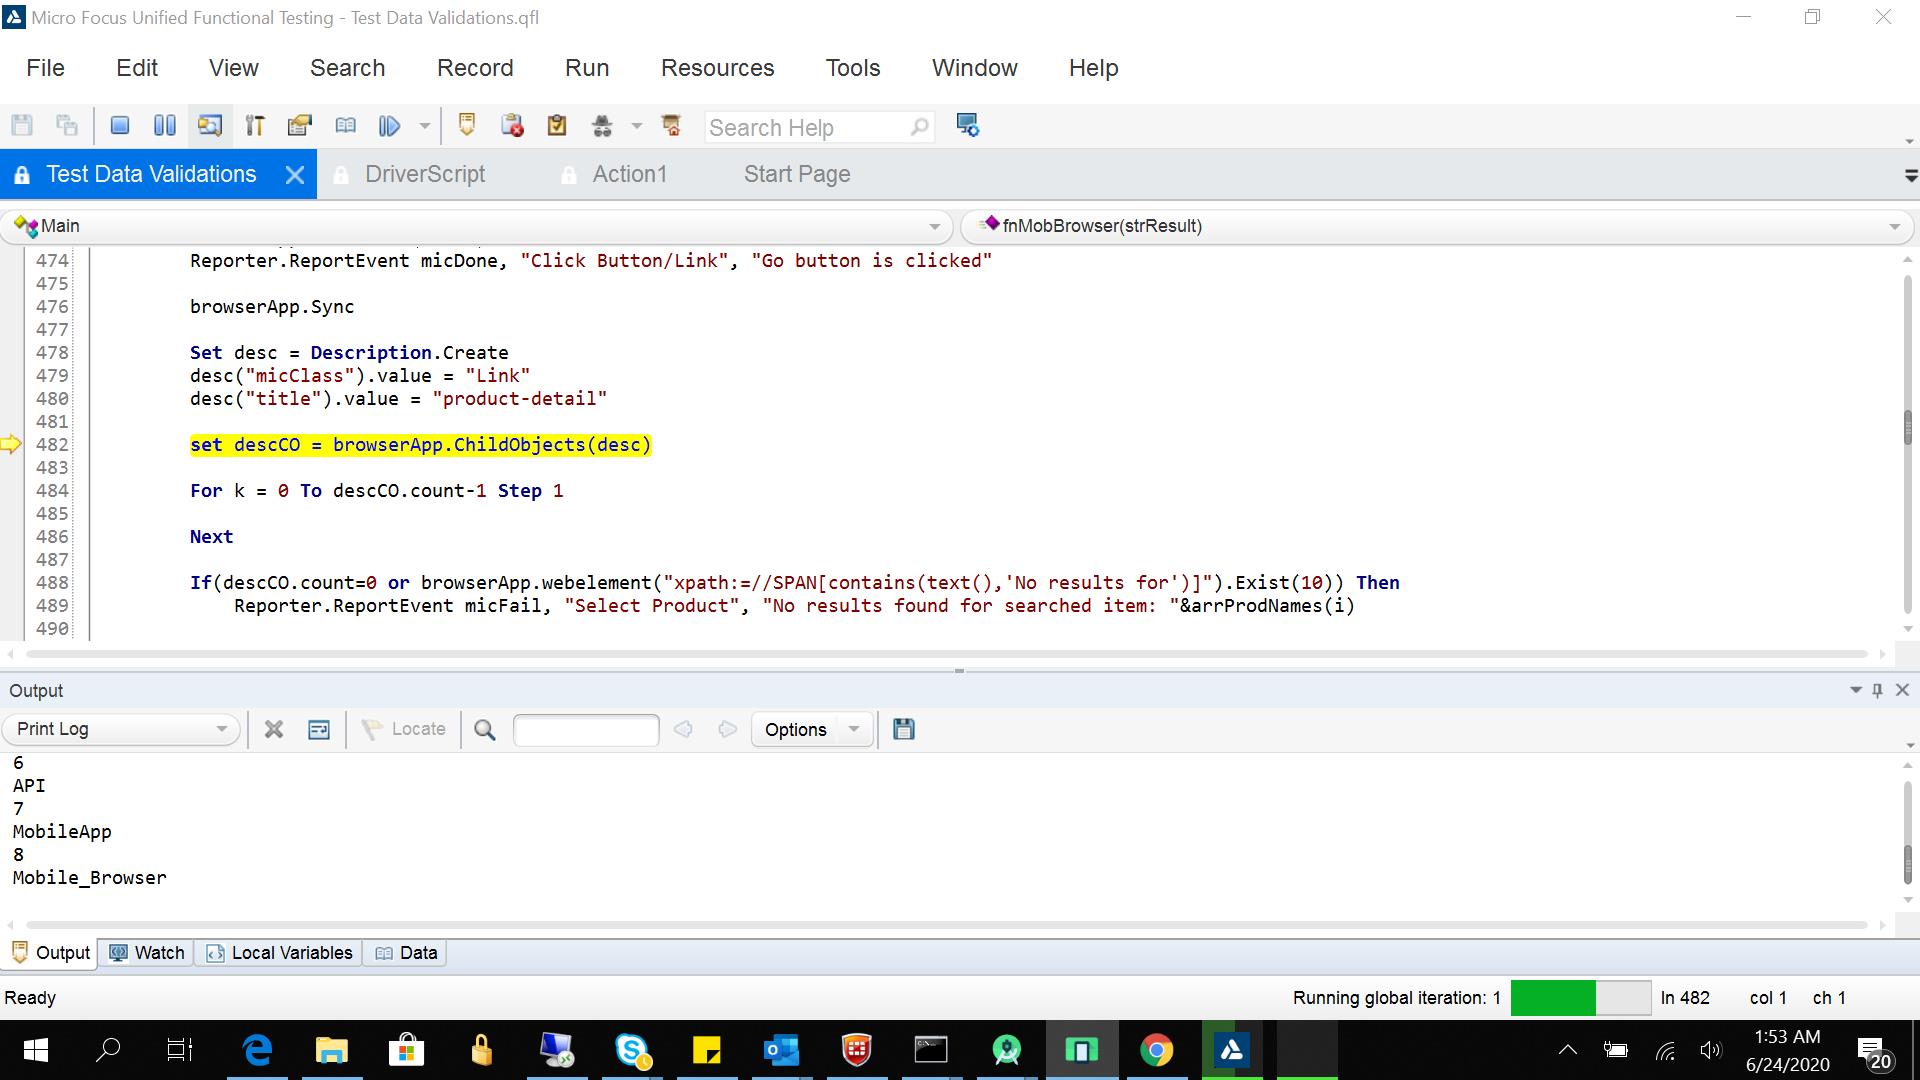 Micro Focus Unified Functional Testing - Test Data Validations.qfl
File Edit View Search Record Run Resources Tools Window Help
Search Help
Test Data Validations DriverScript Action1 Start Page
Main fnMobBrowser(strResult)
474 Reporter.ReportEvent micDone, "Click Button/Link", "Go button is clicked"
475
476 browserApp.Sync
477
478 Set desc = Description.Create
479 desc("micClass").value = "Link"
480 desc("title").value = "product-detail"
481
482 set descCO = browserApp.ChildObjects(desc)
483
484 For k = 0 To descCO.count-1 Step 1
485
486 Next
487
488 If(descCO.count=0 or browserApp.webelement("xpath:=//SPAN[contains(text(),'No results for')]").Exist(10)) Then
489 Reporter.ReportEvent micFail, "Select Product", "No results found for searched item: "&arrProdNames(i)
490
Output
Print Log Locate Options
6
API
7
MobileApp
8
Mobile_Browser
Output Watch Local Variables Data
Ready Running global iteration: 1 ln 482 col 1 ch 1
1:53 AM
6/24/2020
20